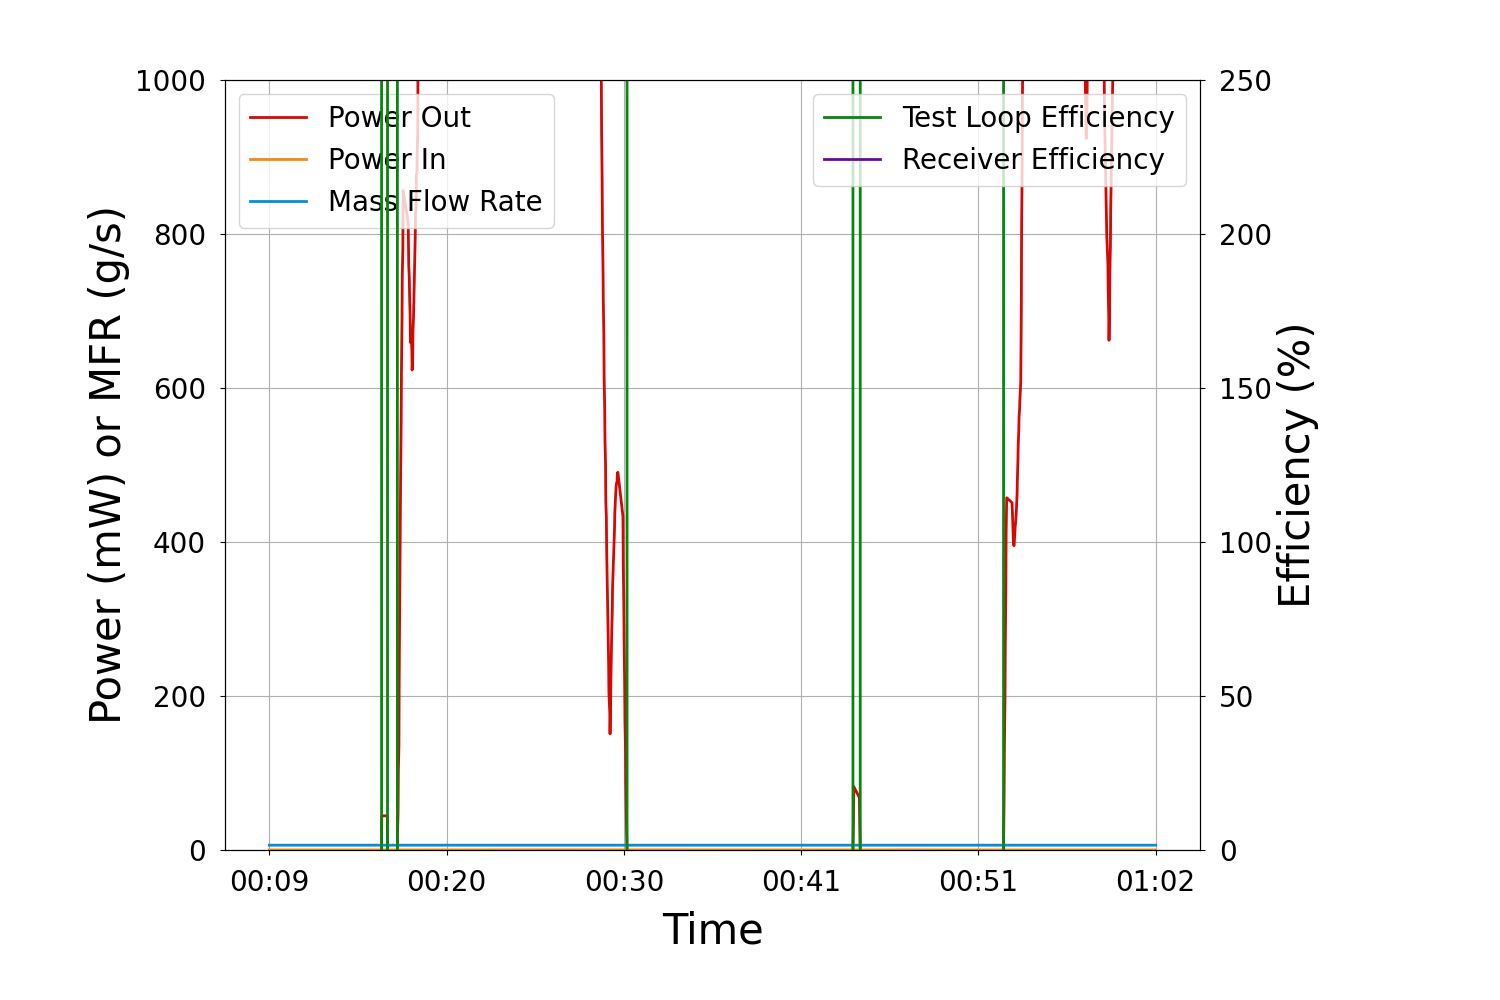 1000
800
600
400
200
0
Power (mW) or MFR (g/s)
Power Out
Power In
Mass Flow Rate
Test Loop Efficiency
Receiver Efficiency
250
200
150
100
50
0
Efficiency (%)
00:09 00:20 00:30 00:41 00:51 01:02
Time